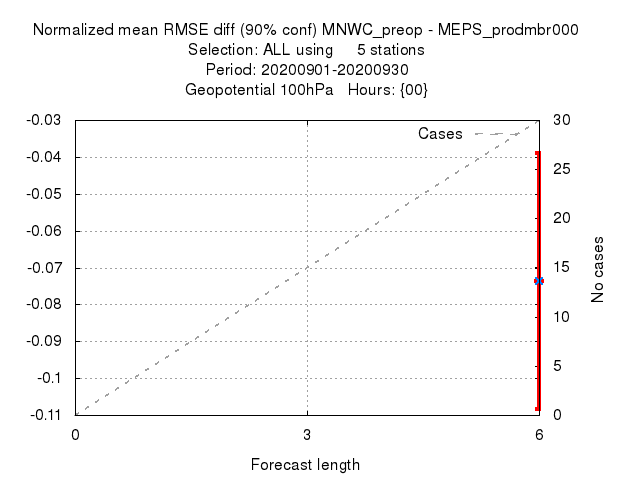 Normalized mean RMSE diff (90% conf) MNWC_preop - MEPS_prodmbr000
Selection: ALL using     5 stations
Period: 20200901-20200930
Geopotential 100hPa   Hours: {00}
-0.03
-0.04
-0.05
-0.06
-0.07
-0.08
-0.09
-0.1
-0.11
Cases
30
25
20
15
10
5
0
No cases
0
3
6
Forecast length